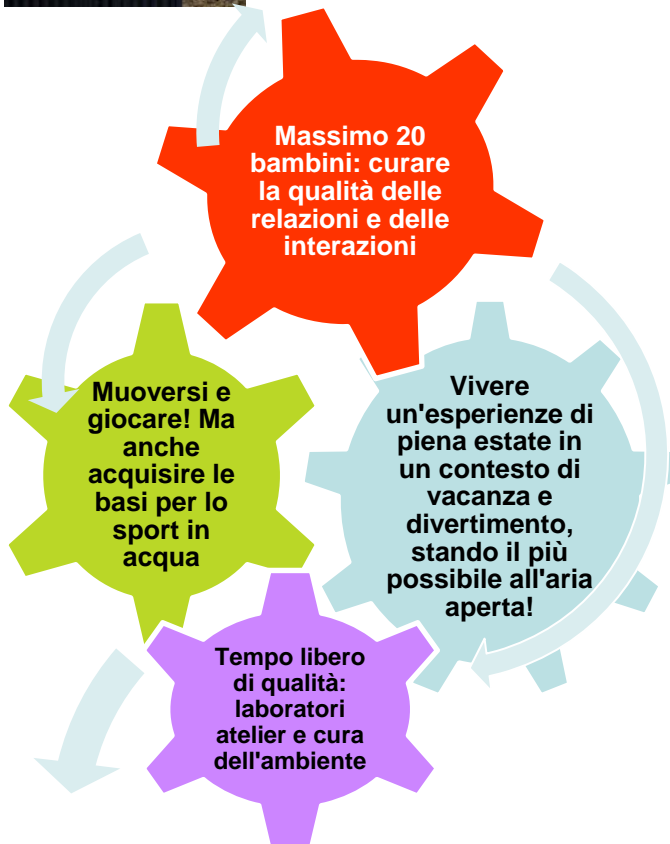 Massimo 20
bambini: curare
la qualità delle
relazioni e delle
interazioni
Muoversi e
giocare! Ma
anche
acquisire le
basi per lo
sport in
acqua
Vivere
un'esperienze di
piena estate in
un contesto di
vacanza e
divertimento,
stando il più
possibile all'aria
aperta!
Tempo libero
di qualità:
laboratori
atelier e cura
dell'ambiente